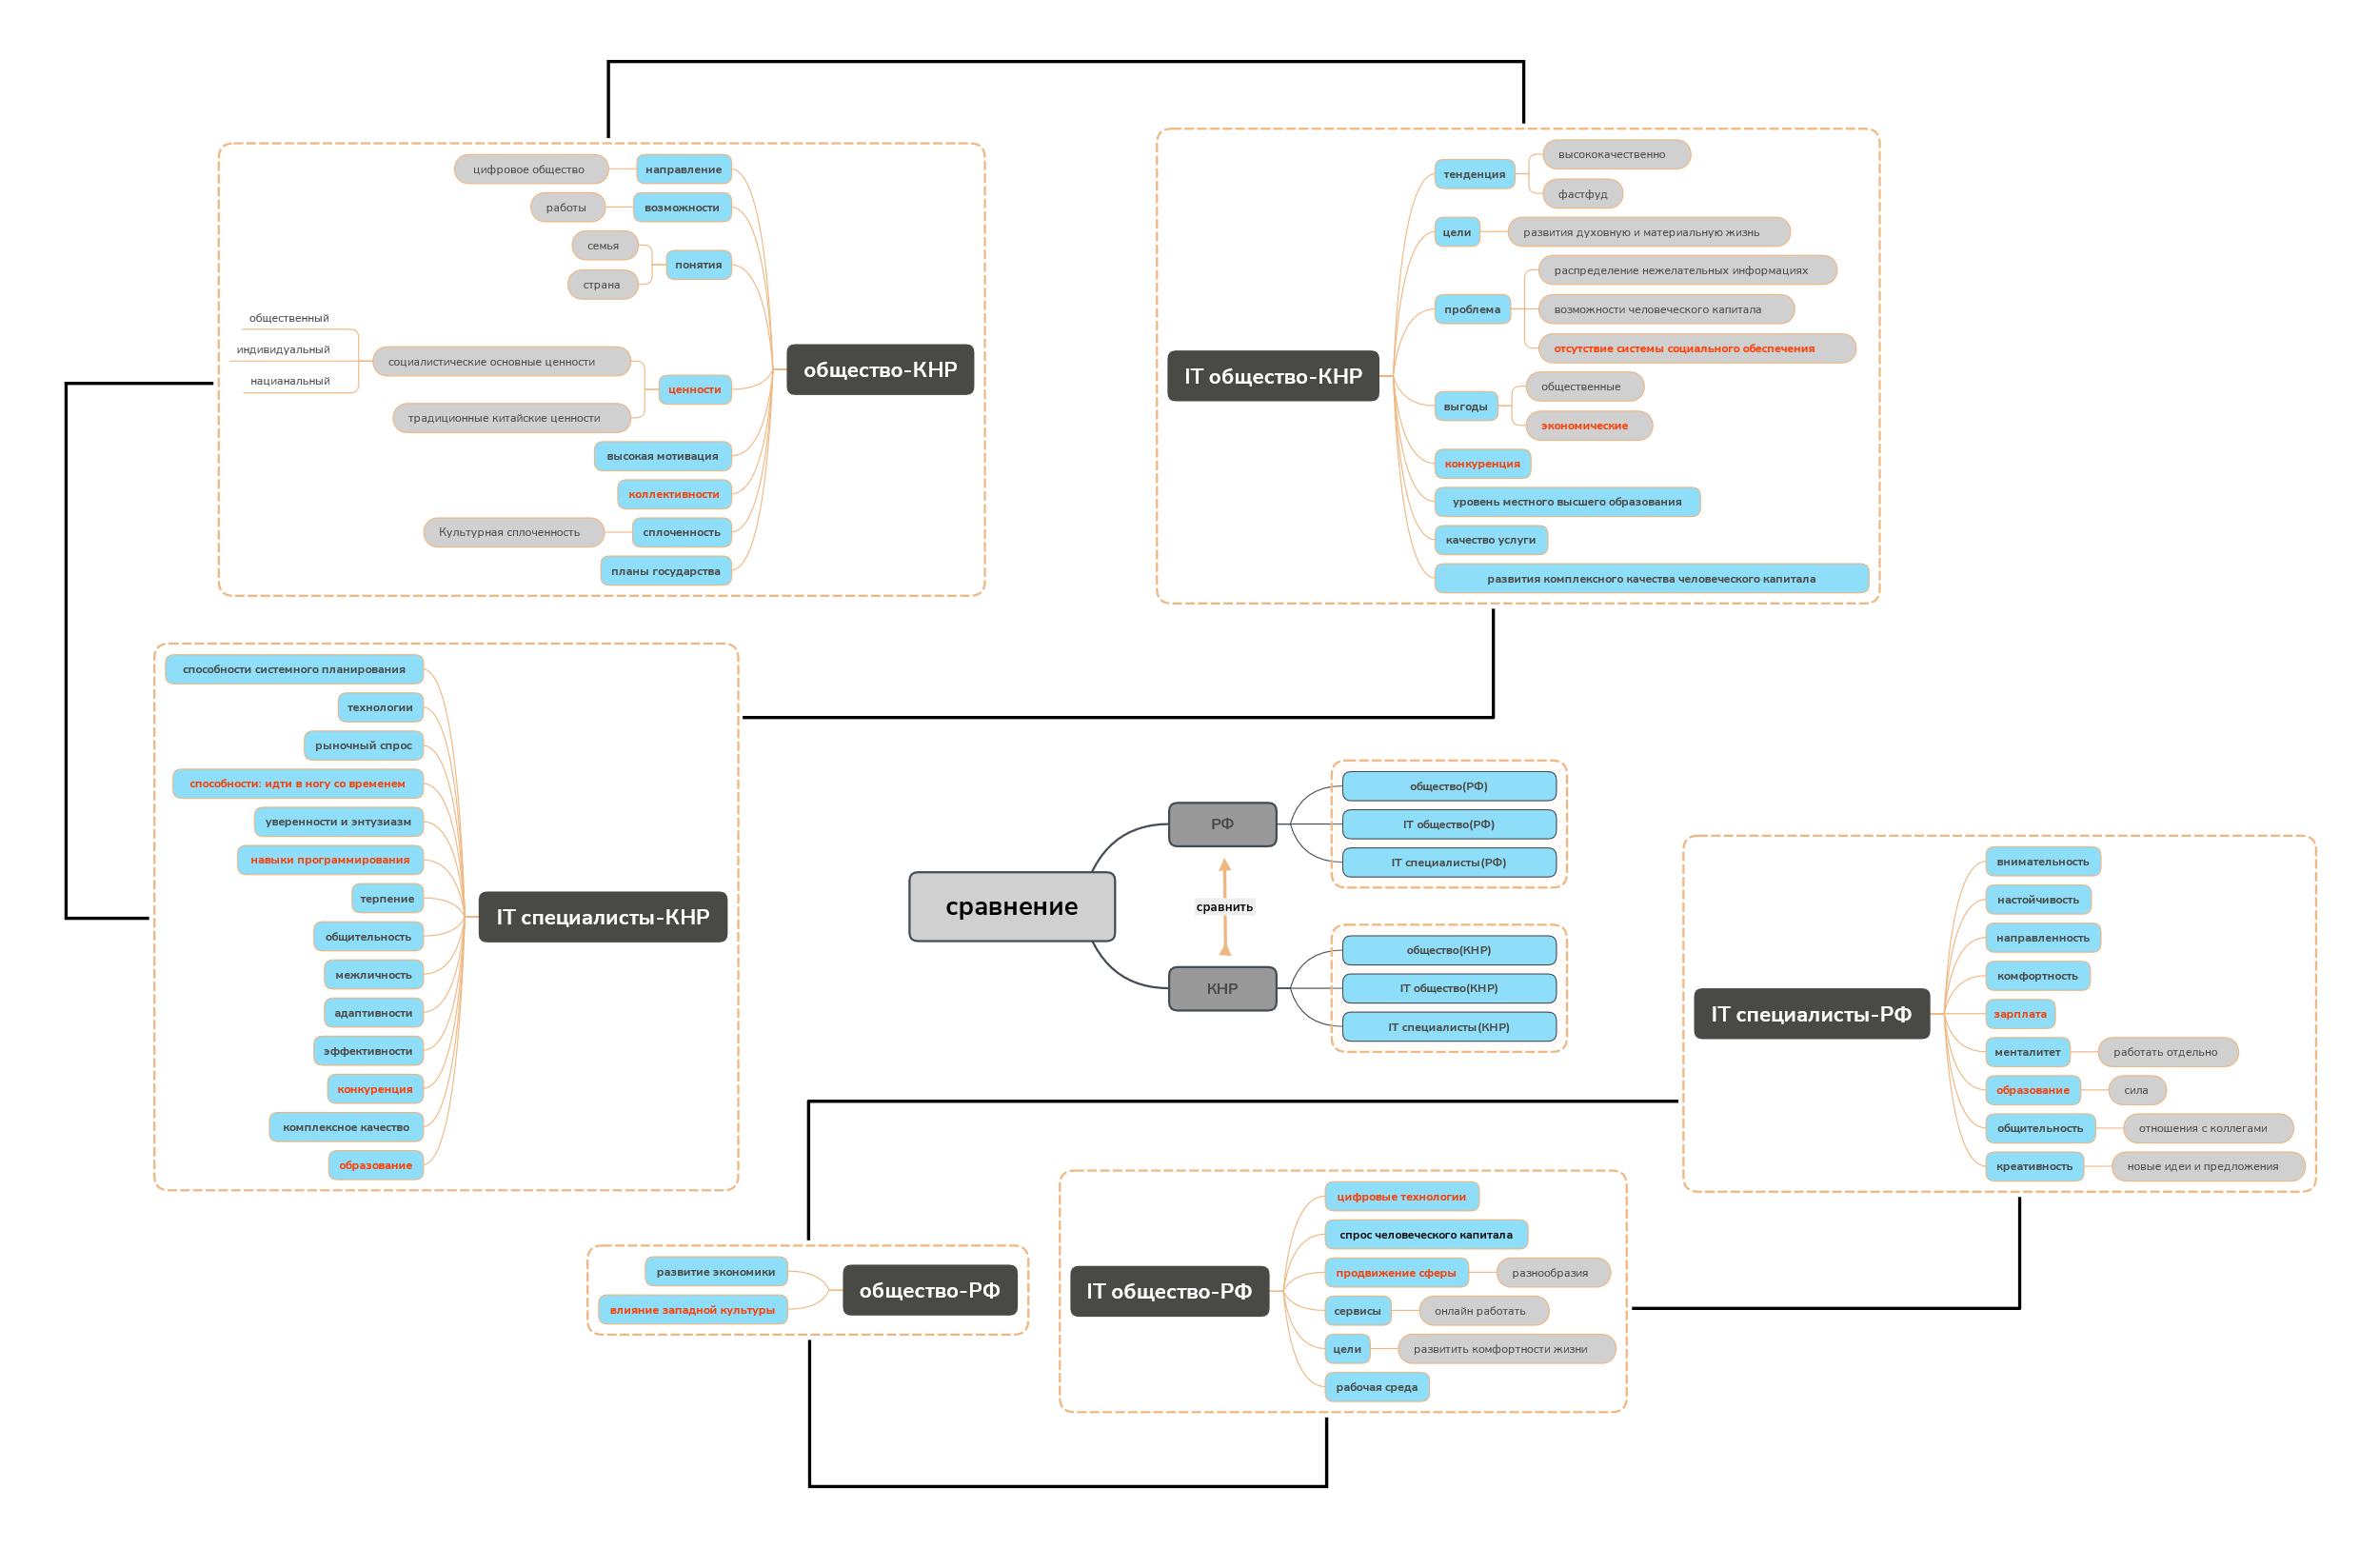 цифровое общество
направление
работы
возможности
семья
страна
понятия
общественный
индивидуальный
нацианальный
социалистические основные ценности
традиционные китайские ценности
ценности
высокая мотивация
коллективности
Культурная сплоченность
сплоченность
планы государства
общество-КНР
IT общество-КНР
тенденция
высококачественно
фастфуд
цели
развития духовную и материальную жизнь
проблема
распределение нежелательных информациях
возможности человеческого капитала
отсутствие системы социального обеспечения
выгоды
общественные
экономические
конкуренция
уровень местного высшего образования
качество услуги
развития комплексного качества человеческого капитала
способности системного планирования
технологии
рыночный спрос
способности: идти в ногу со временем
уверенности и энтузиазм
навыки программирования
терпение
общительность
межличность
адаптивности
эффективности
конкуренция
комплексное качество
образование
IT специалисты-КНР
сравнение
РФ
сравнить
КНР
общество(РФ)
IT общество(РФ)
IT специалисты(РФ)
общество(КНР)
IT общество(КНР)
IT специалисты(КНР)
IT специалисты-РФ
внимательность
настойчивость
направленность
комфортность
зарплата
менталитет
работать отдельно
образование
сила
общительность
отношения с коллегами
креативность
новые идеи и предложения
развитие экономики
влияние западной культуры
общество-РФ
IT общество-РФ
цифровые технологии
спрос человеческого капитала
продвижение сферы
разнообразия
сервисы
онлайн работать
цели
развитить комфортности жизни
рабочая среда